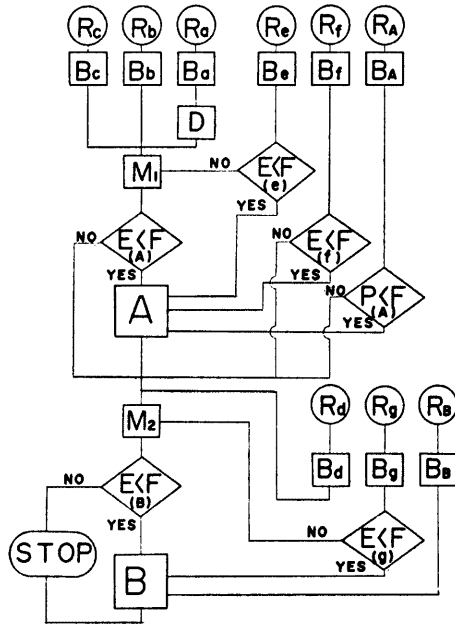 Rc Rb Ra Re Rf RA
Bc Bb Ba Be Bf BA
D
M1 NO E<F (e)
YES
NO E<F (A) E<F (f)
YES NO YES
A NO P<F (A)
YES
M2 Rd Rg RB
Bd Bg BB
NO E<F (B)
YES NO E<F (g)
STOP YES
B